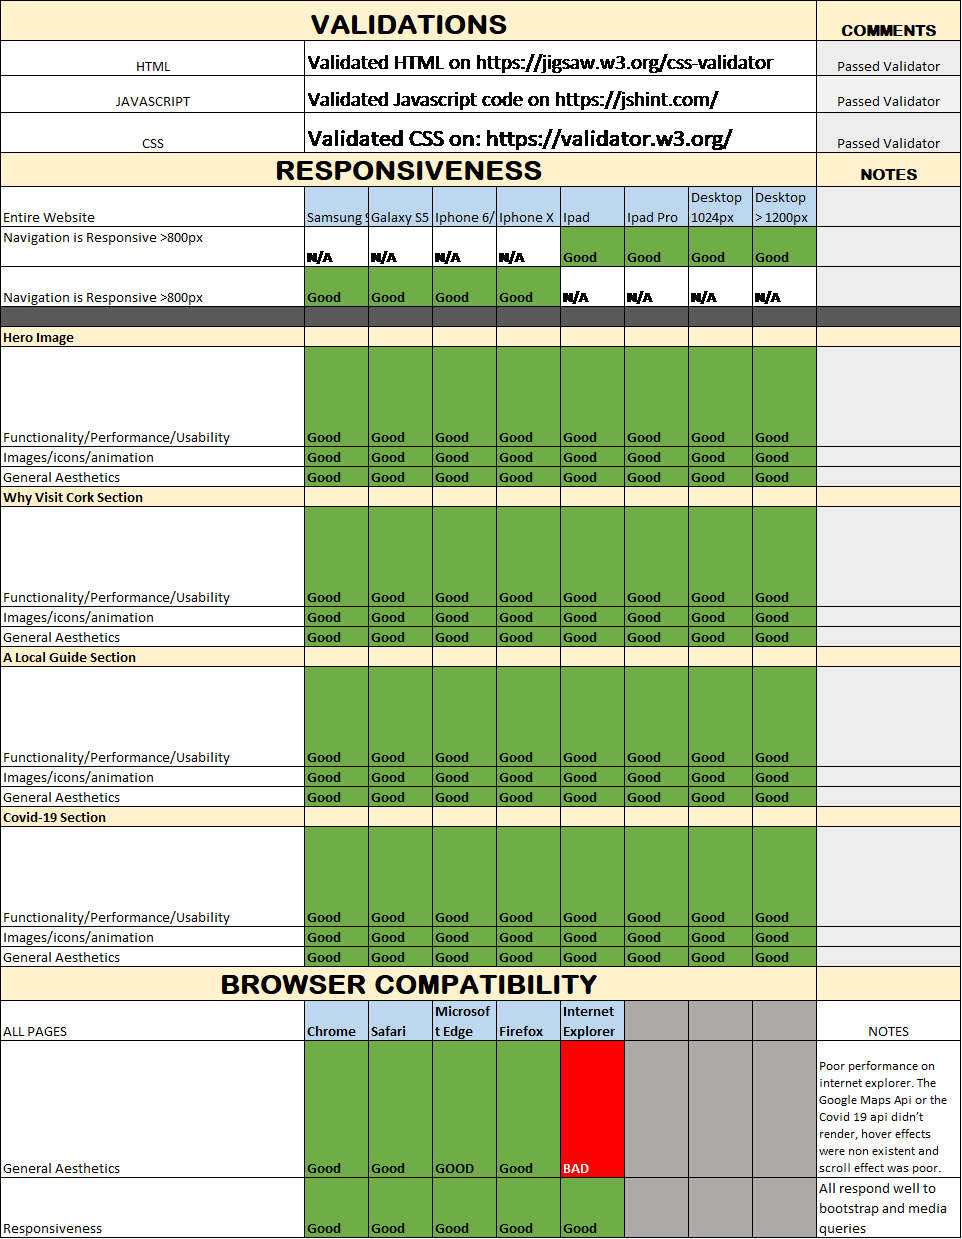 VALIDATIONS COMMENTS
HTML Validated HTML on https://jigsaw.w3.org/css-validator Passed Validator
JAVASCRIPT Validated Javascript code on https://jshint.com/ Passed Validator
CSS Validated CSS on: https://validator.w3.org/ Passed Validator
RESPONSIVENESS NOTES
Entire Website Samsung S Galaxy S5 Iphone 6/ Iphone X Ipad Ipad Pro Desktop 1024px Desktop > 1200px
Navigation is Responsive >800px N/A N/A N/A N/A Good Good Good Good
Navigation is Responsive >800px Good Good Good Good N/A N/A N/A N/A
Hero Image
Functionality/Performance/Usability Good Good Good Good Good Good Good Good
Images/icons/animation Good Good Good Good Good Good Good Good
General Aesthetics Good Good Good Good Good Good Good Good
Why Visit Cork Section
Functionality/Performance/Usability Good Good Good Good Good Good Good Good
Images/icons/animation Good Good Good Good Good Good Good Good
General Aesthetics Good Good Good Good Good Good Good Good
A Local Guide Section
Functionality/Performance/Usability Good Good Good Good Good Good Good Good
Images/icons/animation Good Good Good Good Good Good Good Good
General Aesthetics Good Good Good Good Good Good Good Good
Covid-19 Section
Functionality/Performance/Usability Good Good Good Good Good Good Good Good
Images/icons/animation Good Good Good Good Good Good Good Good
General Aesthetics Good Good Good Good Good Good Good Good
BROWSER COMPATIBILITY
ALL PAGES Chrome Safari Microsoft Edge Firefox Internet Explorer NOTES
General Aesthetics Good Good GOOD Good BAD
Poor performance on
internet explorer. The
Google Maps Api or the
Covid 19 api didn't
render, hover effects
were non existent and
scroll effect was poor.
Responsiveness Good Good Good Good Good
All respond well to
bootstrap and media
queries